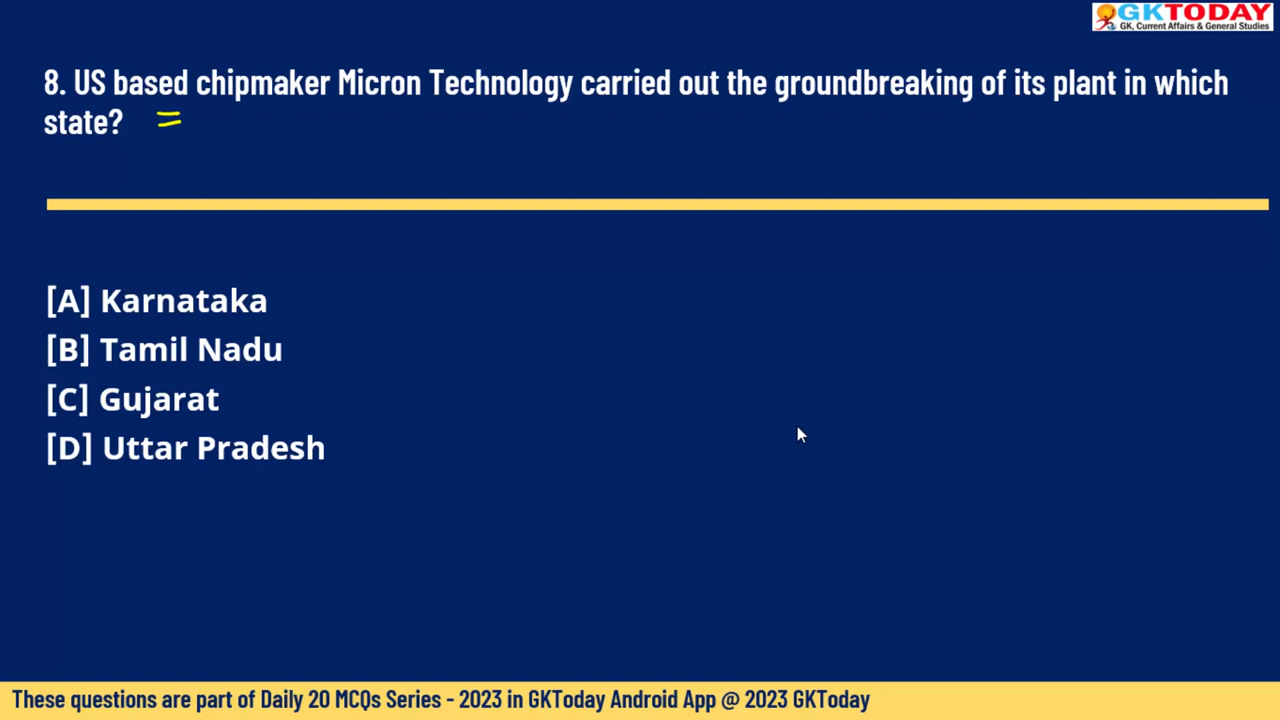 GKTODAY
GK, Current Affairs & General Studies
8. US based chipmaker Micron Technology carried out the groundbreaking of its plant in which
state? =
[A] Karnataka
[B] Tamil Nadu
[C] Gujarat
[D] Uttar Pradesh
These questions are part of Daily 20 MCQs Series - 2023 in GKToday Android App @ 2023 GKToday